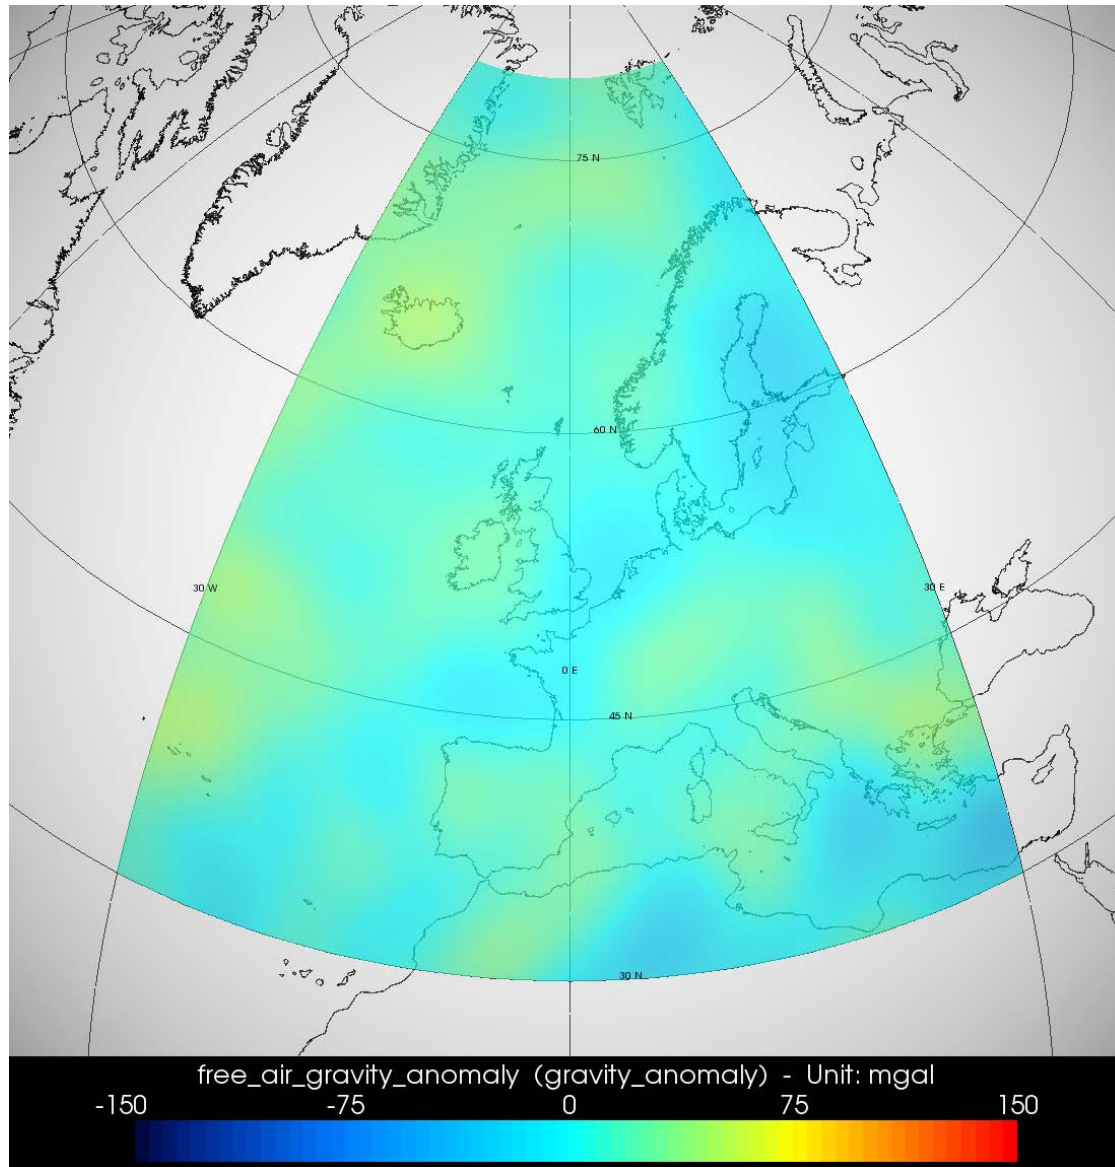 75 N
60 N
30 W
30 E
0 E
45 N
30 N
free_air_gravity_anomaly (gravity_anomaly) - Unit: mgal
-150 -75 0 75 150